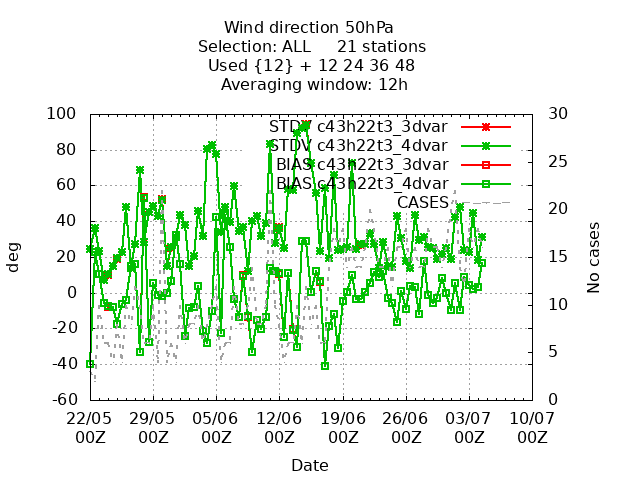 Wind direction 50hPa
Selection: ALL 21 stations
Used {12} + 12 24 36 48
Averaging window: 12h
100
80
60
40
20
0
-20
-40
-60
deg
30
25
20
15
10
5
0
No cases
STDV c43h22t3_3dvar
STDV c43h22t3_4dvar
BIAS c43h22t3_3dvar
BIAS c43h22t3_4dvar
CASES
22/05 29/05 05/06 12/06 19/06 26/06 03/07 10/07
00Z 00Z 00Z 00Z 00Z 00Z 00Z 00Z
Date